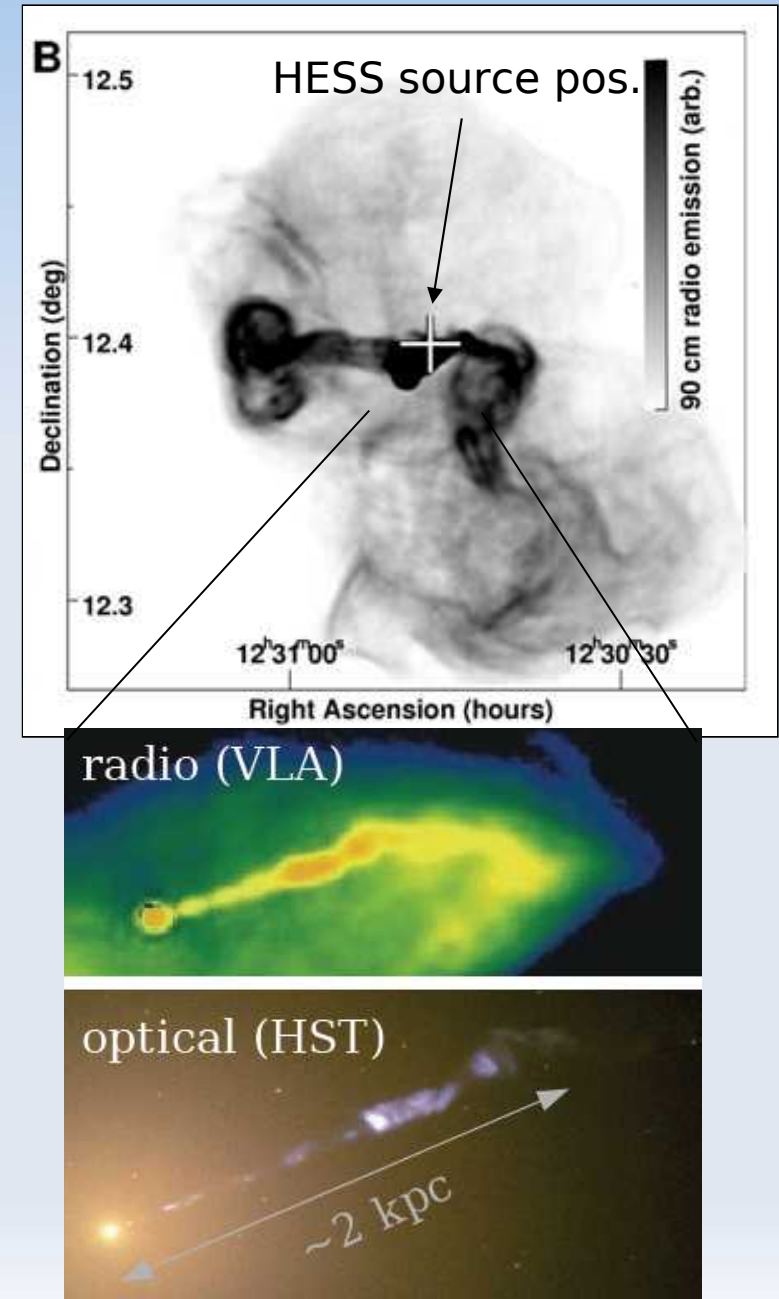 B
HESS source pos.
12.5
12.4
12.3
Declination (deg)
90 cm radio emission (arb.)
12ʰ31ᵐ00ˢ
12ʰ30ᵐ30ˢ
Right Ascension (hours)
radio (VLA)
optical (HST)
~2 kpc